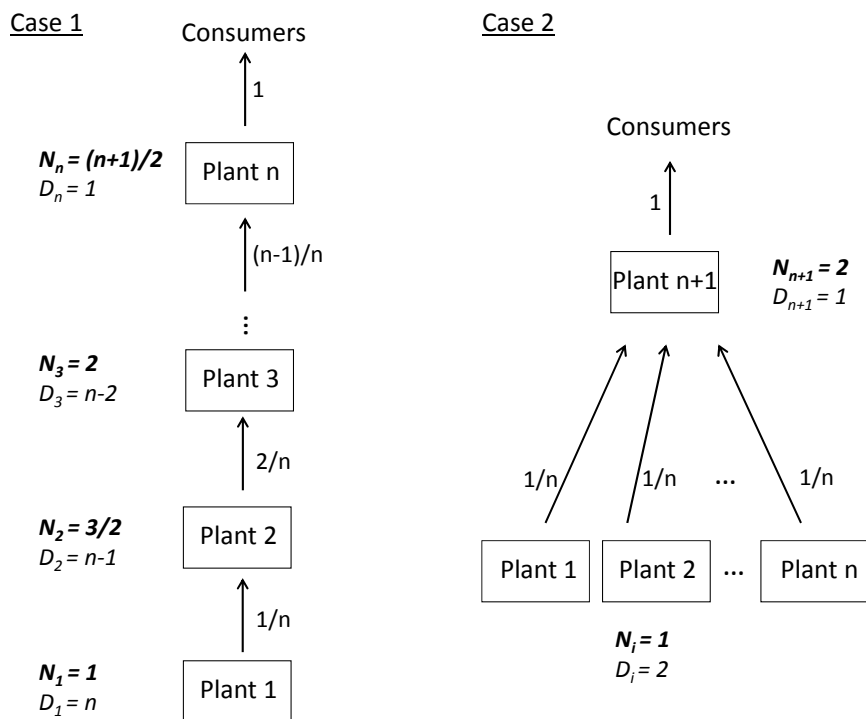 Case 1
Consumers
1
N_n = (n+1)/2
D_n = 1
Plant n
(n-1)/n
...
N_3 = 2
D_3 = n-2
Plant 3
2/n
N_2 = 3/2
D_2 = n-1
Plant 2
1/n
N_1 = 1
D_1 = n
Plant 1
Case 2
Consumers
1
Plant n+1
N_{n+1} = 2
D_{n+1} = 1
1/n
1/n
...
1/n
Plant 1
Plant 2
...
Plant n
N_i = 1
D_i = 2